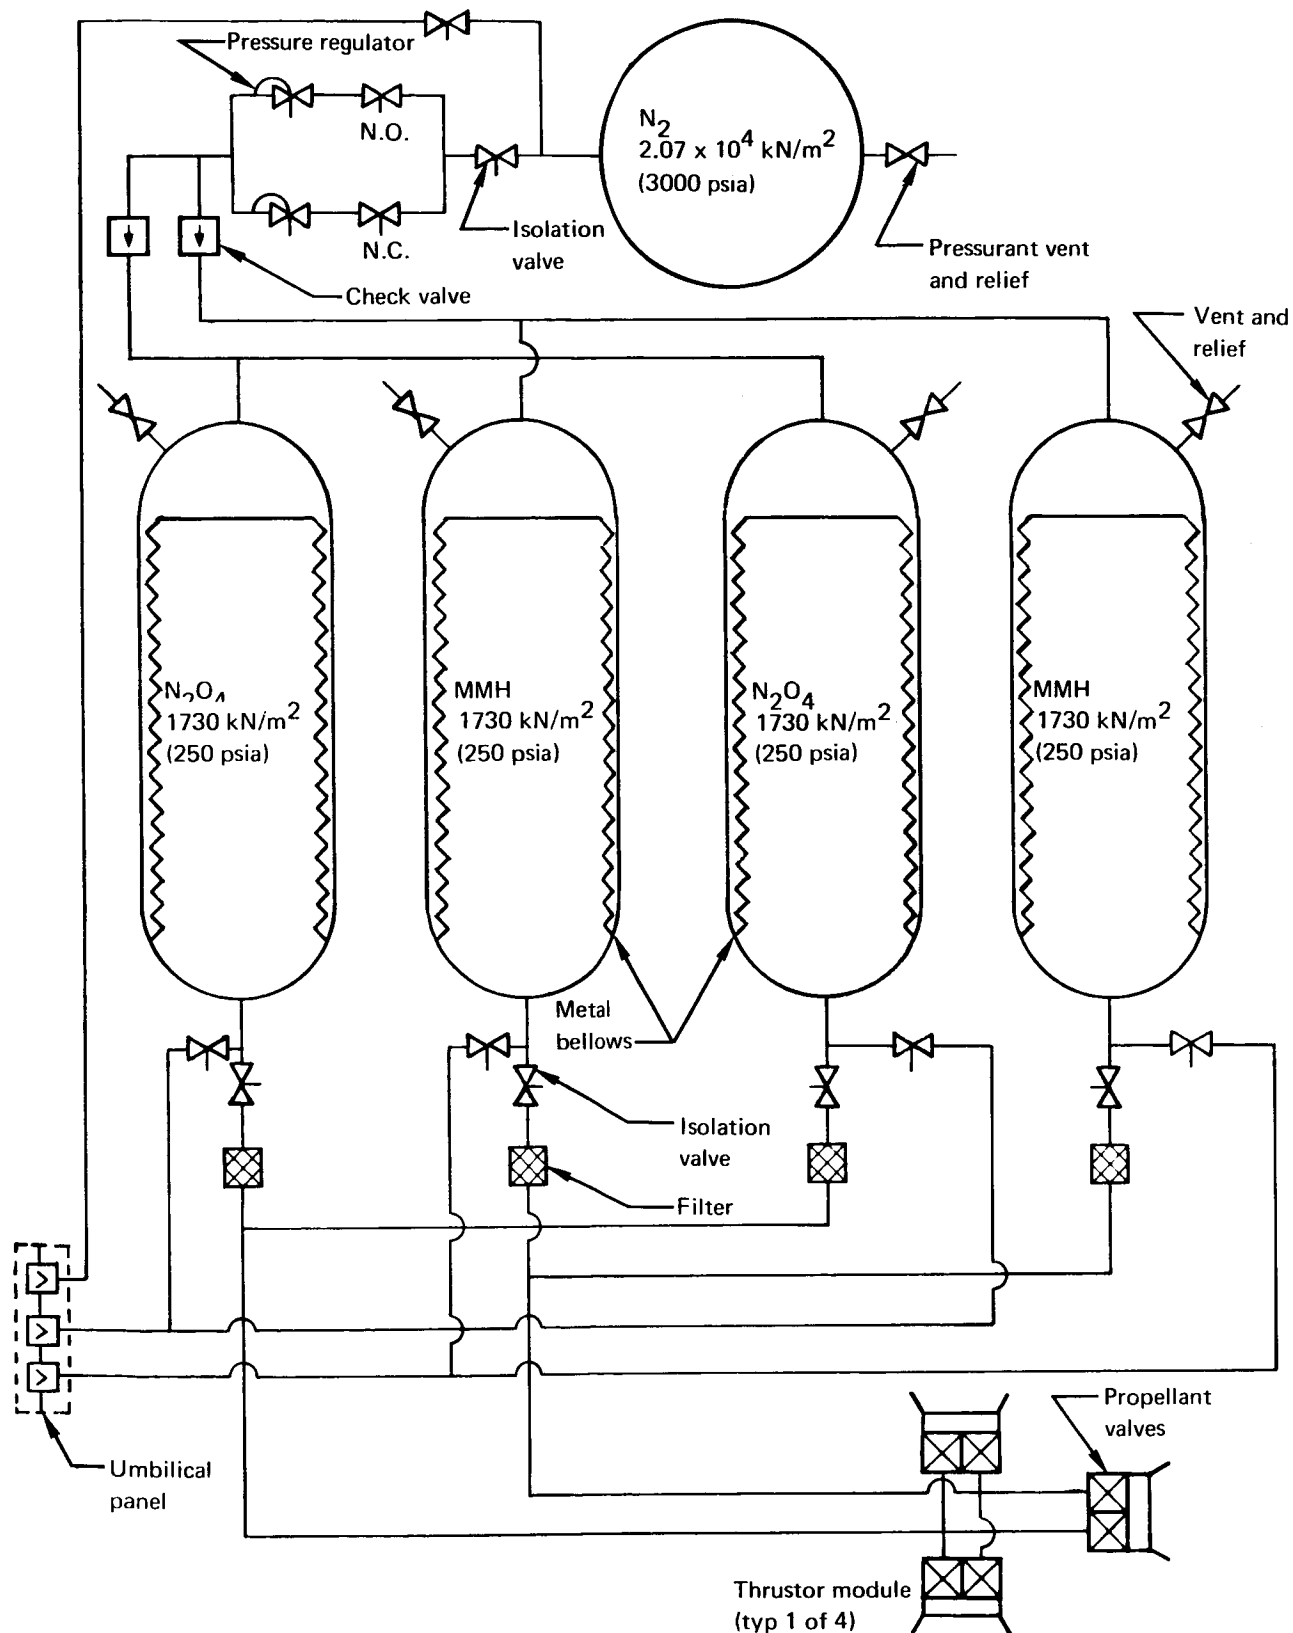 Pressure regulator
N.O.
N.C.
Isolation
valve
N2
2.07 x 10^4 kN/m^2
(3000 psia)
Pressurant vent
and relief
Check valve
Vent and
relief
N2O4
1730 kN/m^2
(250 psia)
MMH
1730 kN/m^2
(250 psia)
N2O4
1730 kN/m^2
(250 psia)
MMH
1730 kN/m^2
(250 psia)
Metal
bellows
Isolation
valve
Filter
Umbilical
panel
Propellant
valves
Thrustor module
(typ 1 of 4)